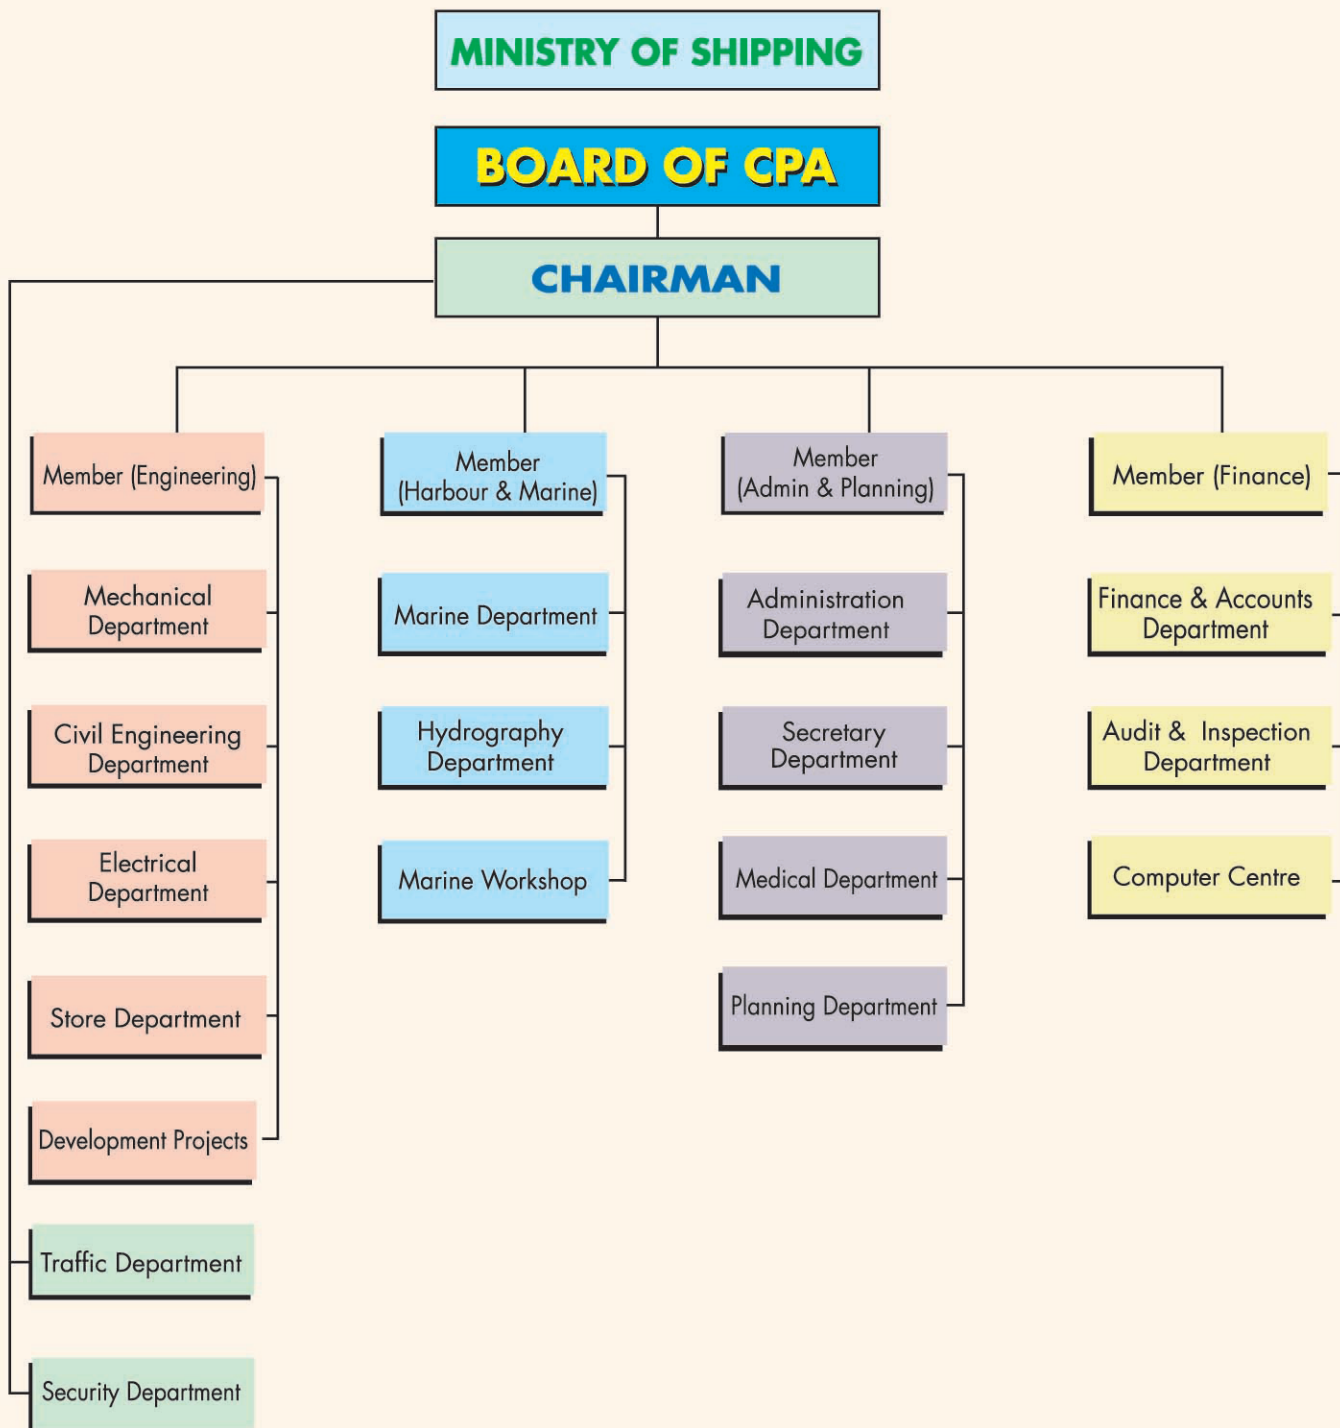 MINISTRY OF SHIPPING
BOARD OF CPA
CHAIRMAN
Member (Engineering)
Mechanical
Department
Civil Engineering
Department
Electrical
Department
Store Department
Development Projects
Traffic Department
Security Department
Member
(Harbour & Marine)
Marine Department
Hydrography
Department
Marine Workshop
Member
(Admin & Planning)
Administration
Department
Secretary
Department
Medical Department
Planning Department
Member (Finance)
Finance & Accounts
Department
Audit & Inspection
Department
Computer Centre